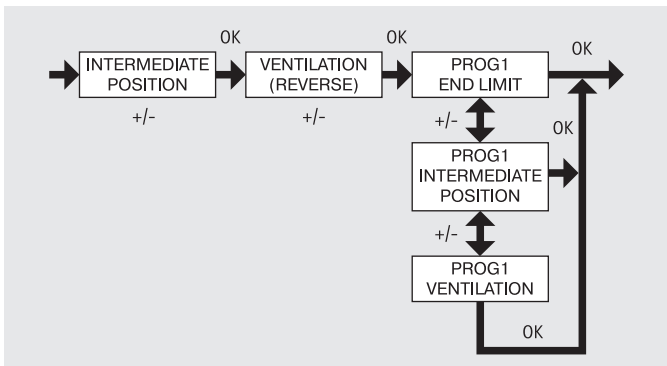 OK
OK
OK
INTERMEDIATE
POSITION
VENTILATION
(REVERSE)
PROG1
END LIMIT
+/-
+/-
+/-
OK
PROG1
INTERMEDIATE
POSITION
+/-
PROG1
VENTILATION
OK